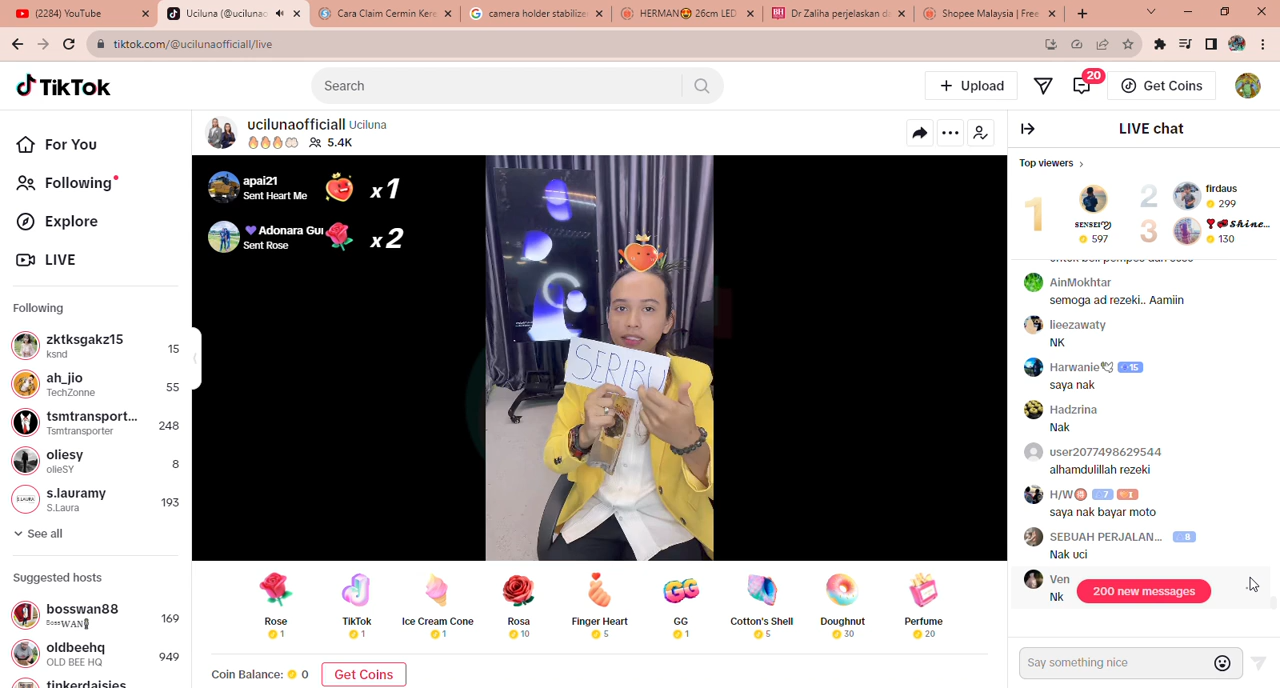 (2284) YouTube
Uciluna (@ucilunac
Cara Claim Cermin Kere
camera holder stabilize
HERMAN😍 26cm LED
Dr Zaliha perjelaskan d
Shopee Malaysia | Free
tiktok.com/@ucilunaofficiall/live
TikTok
Search
Upload
20
Get Coins
For You
Following
Explore
LIVE
Following
zktksgakz15
ksnd
15
ah_jio
TechZonne
55
tsmtransport...
Tsmtransporter
248
oliesy
olieSY
8
s.lauramy
S.Laura
193
See all
Suggested hosts
bosswan88
ᴮᵒˢˢWAN
169
oldbeehq
OLD BEE HQ
949
tinkerdaisies
ucilunaofficiall Uciluna
5.4K
apai21
Sent Heart Me
x1
💜 Adonara Gu
Sent Rose
x2
SERIBU
Rose
1
TikTok
1
Ice Cream Cone
1
Rosa
10
Finger Heart
5
GG
1
Cotton's Shell
5
Doughnut
30
Perfume
20
Coin Balance: 0
Get Coins
LIVE chat
Top viewers
1
SENSEI
597
2
firdaus
299
3
Shine...
130
AinMokhtar
semoga ad rezeki.. Aamiin
lieezawaty
NK
Harwanie🕊 15
saya nak
Hadzrina
Nak
user2077498629544
alhamdulillah rezeki
H/W 7 1
saya nak bayar moto
SEBUAH PERJALAN... 8
Nak uci
Ven
Nk
200 new messages
Say something nice